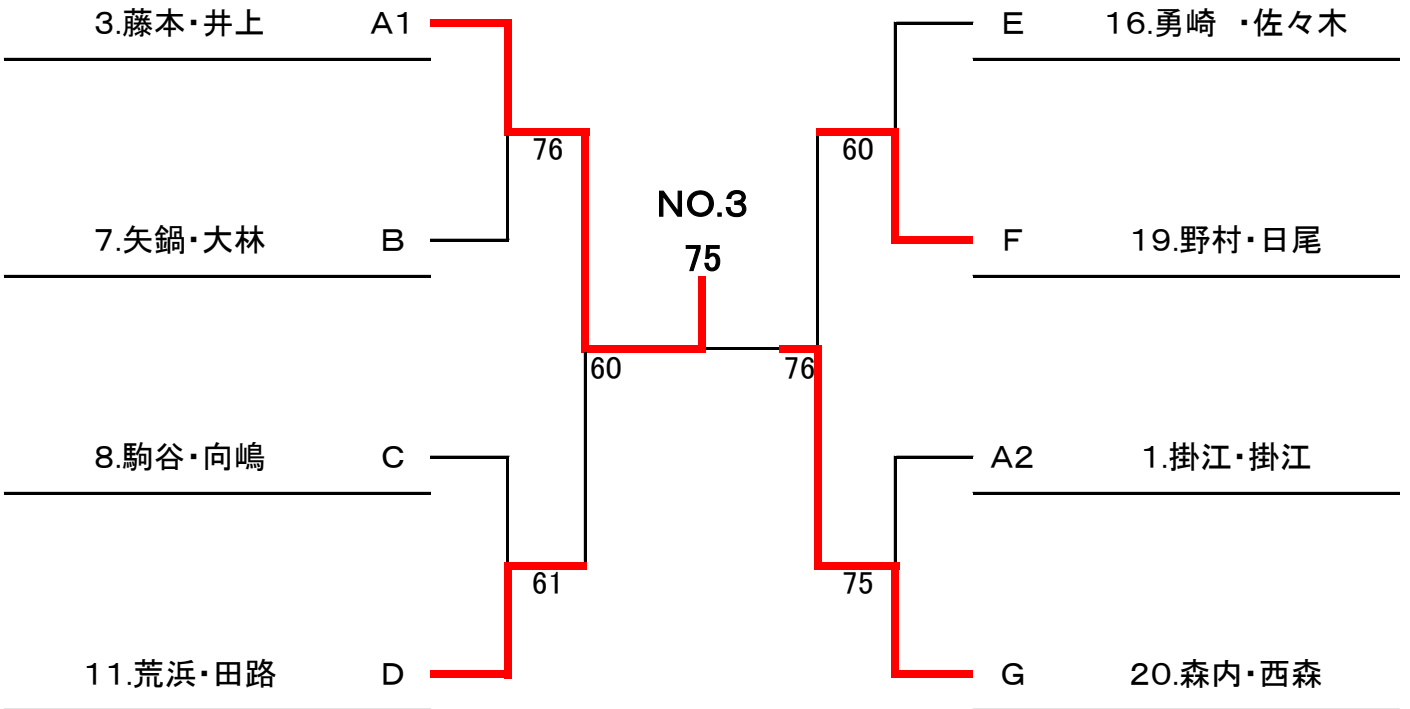 3.藤本・井上 A1
E 16.勇崎 ・佐々木
76
60
NO.3
7.矢鍋・大林 B
75
F 19.野村・日尾
60
76
8.駒谷・向嶋 C
A2 1.掛江・掛江
61
75
11.荒浜・田路 D
G 20.森内・西森